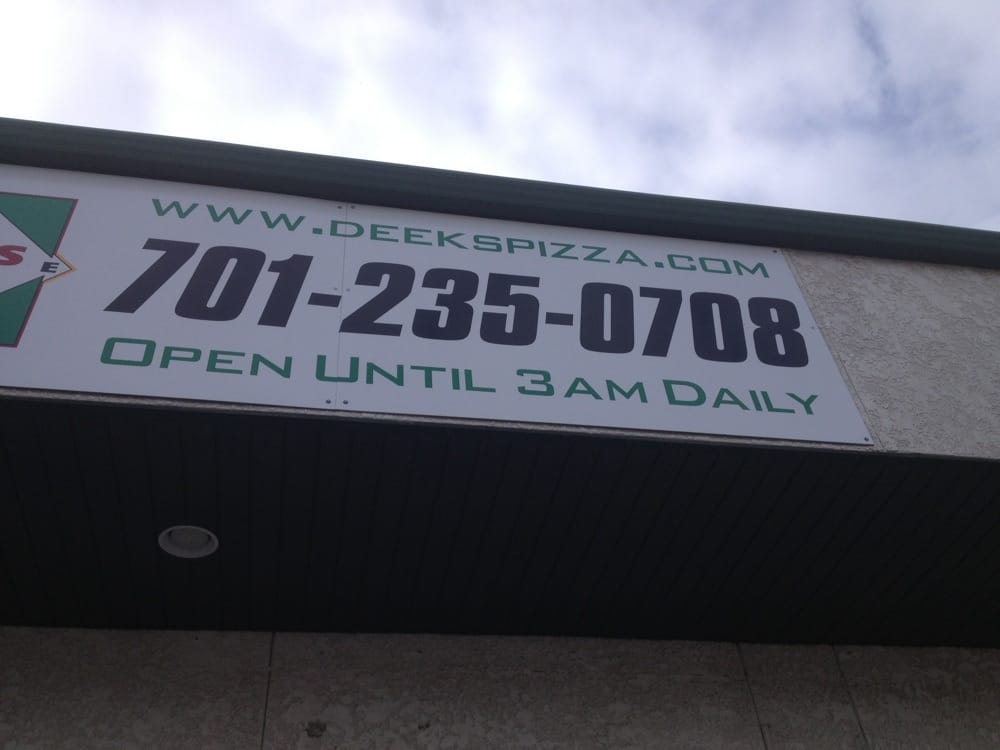 S E
WWW.DEEKSPIZZA.COM
701-235-0708
OPEN UNTIL 3AM DAILY